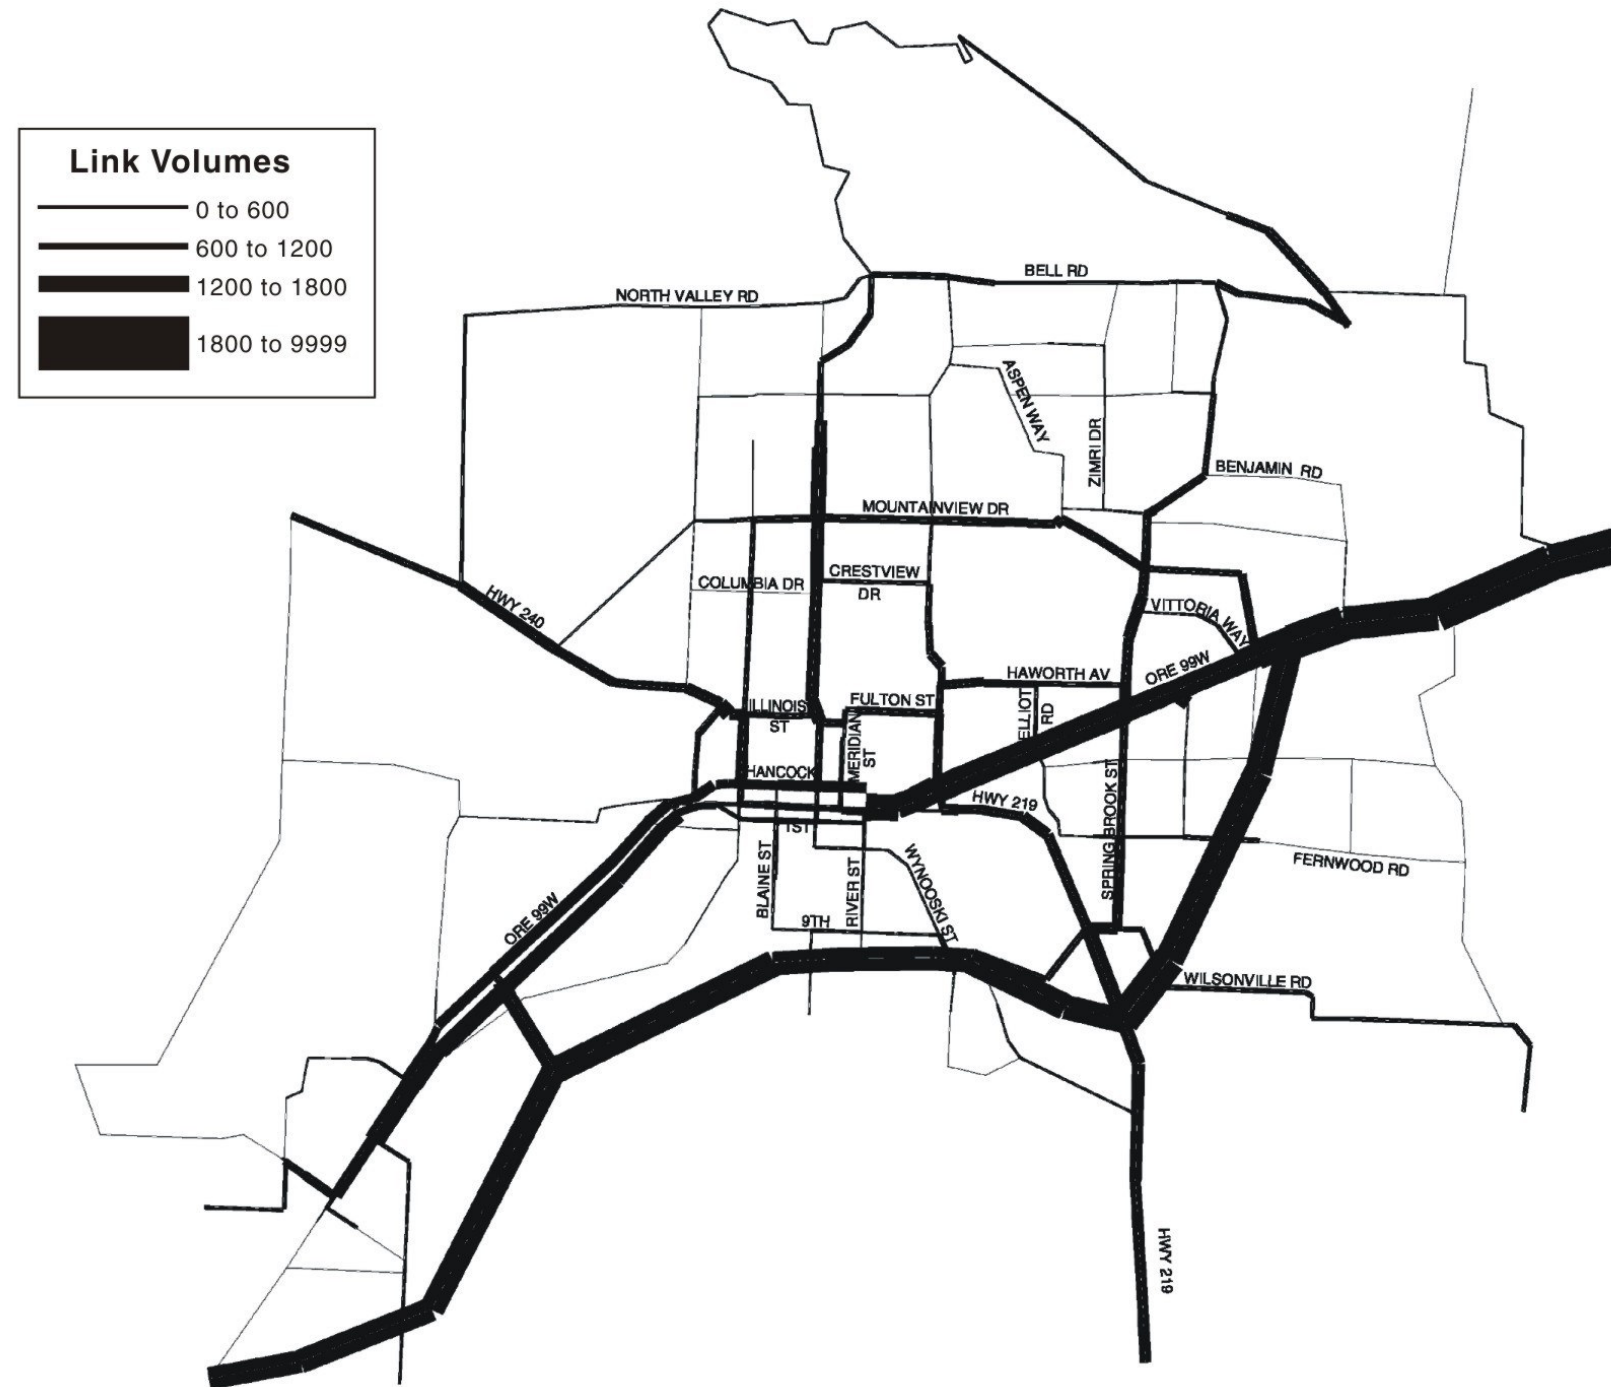 Link Volumes
0 to 600
600 to 1200
1200 to 1800
1800 to 9999
BELL RD
NORTH VALLEY RD
ASPEN WAY
ZIMRI DR
BENJAMIN RD
MOUNTAINVIEW DR
COLUMBIA DR
CRESTVIEW
DR
HWY 240
VITTORIA WAY
HAWORTH AV
ORE 99W
ILLINOIS
ST
FULTON ST
ELLIOT
RD
MERIDIAN
ST
HANCOCK
HWY 219
1ST
SPRING BROOK ST
FERNWOOD RD
BLAINE ST
RIVER ST
WYNOOSKI ST
ORE 99W
9TH
WILSONVILLE RD
HWY 219